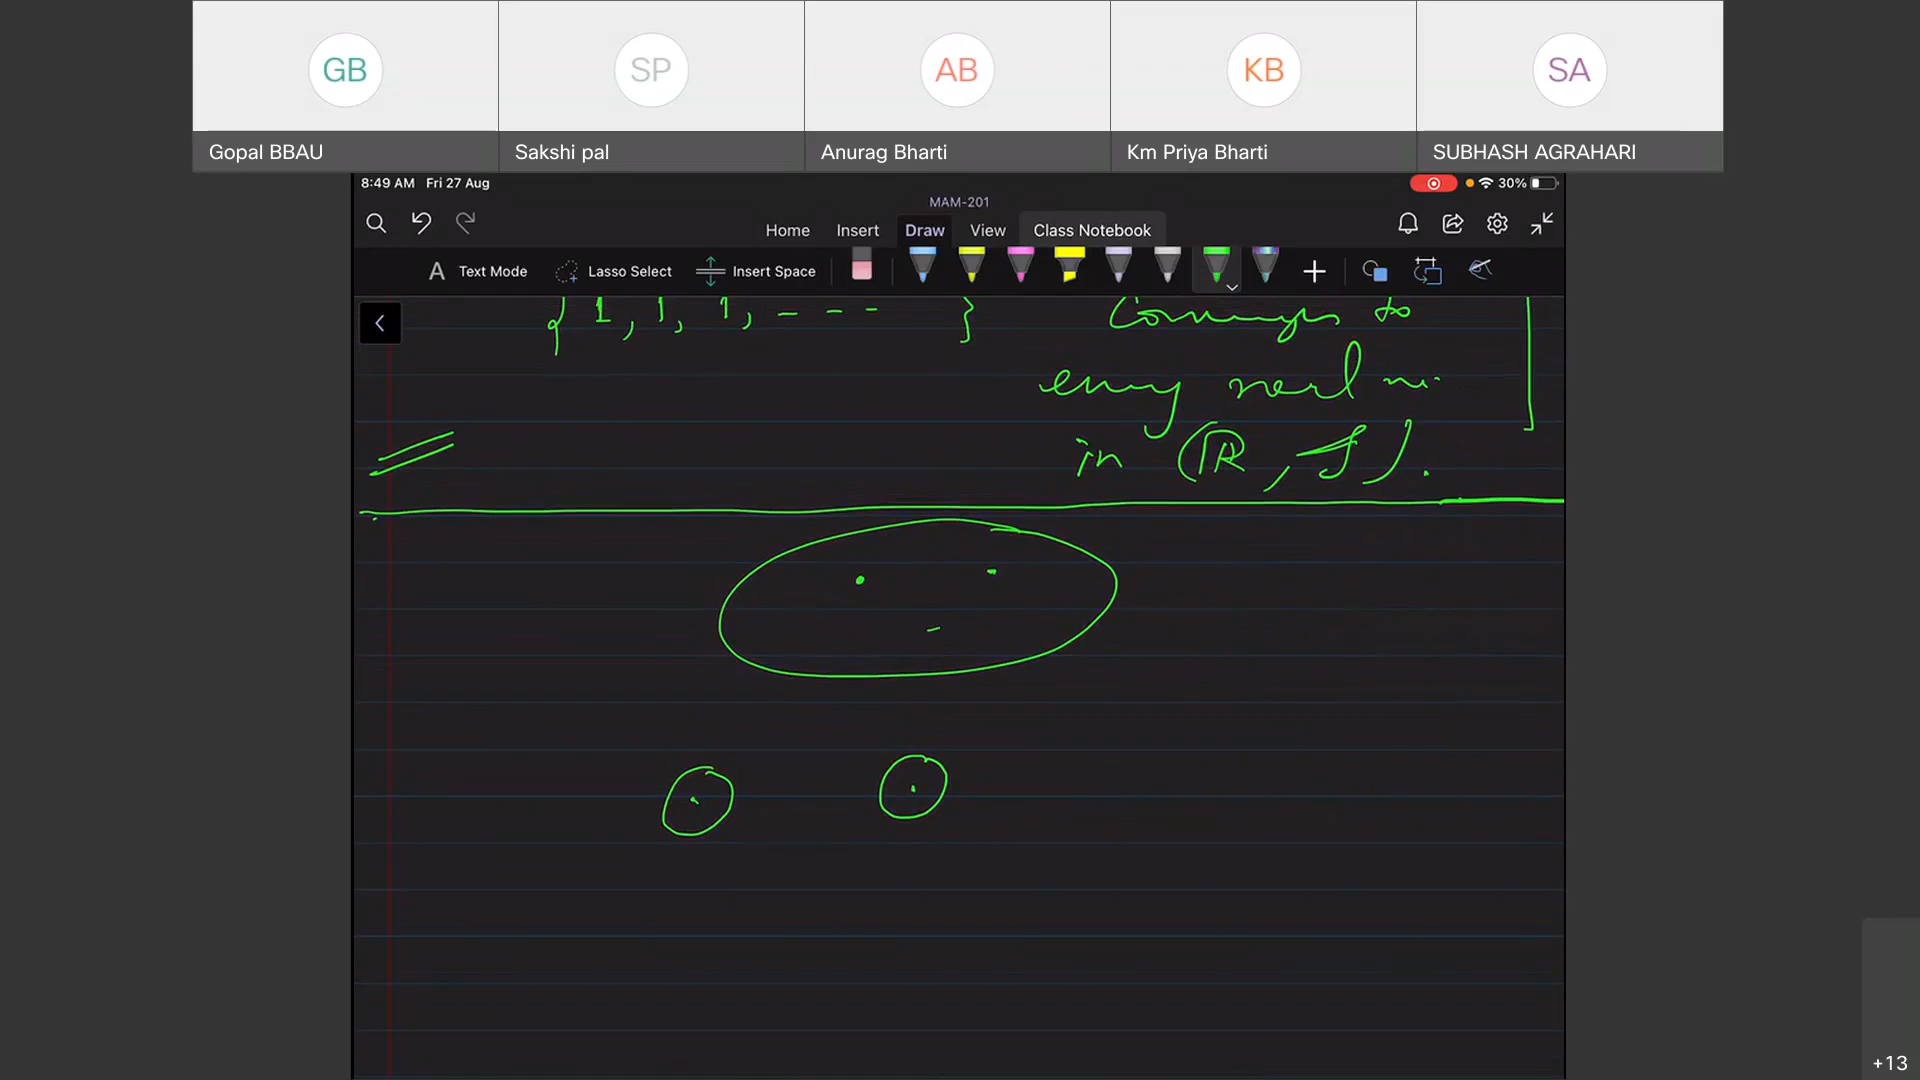 GB
SP
AB
KB
SA
Gopal BBAU
Sakshi pal
Anurag Bharti
Km Priya Bharti
SUBHASH AGRAHARI
8:49 AM Fri 27 Aug
30%
MAM-201
Home Insert Draw View Class Notebook
A Text Mode
Lasso Select
Insert Space
{1, 1, 1, - - - } Converges to
every real no.
in (ℝ, 𝒥).
+13